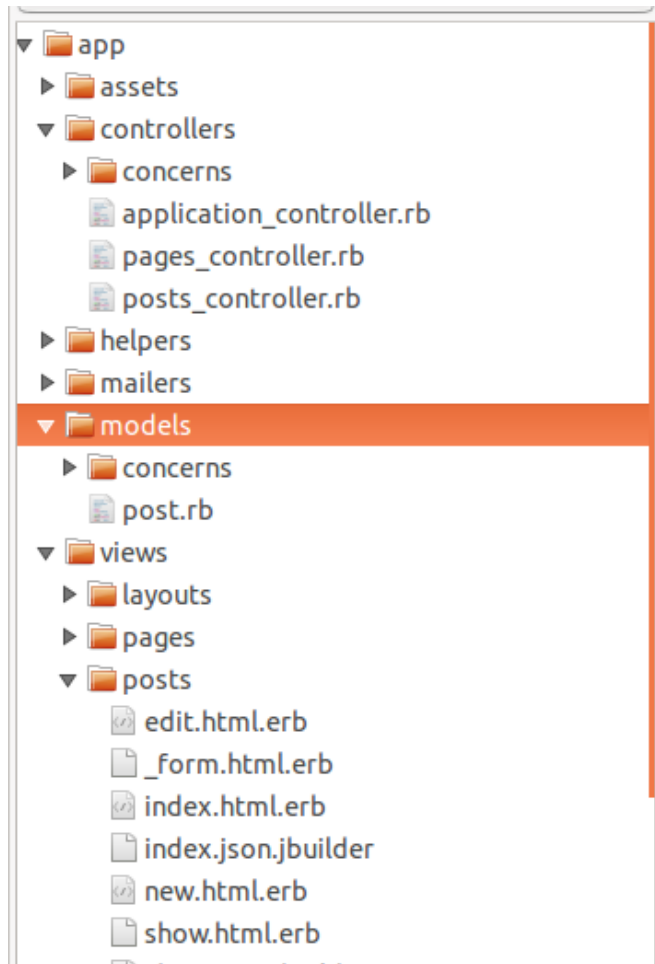 app
assets
controllers
concerns
application_controller.rb
pages_controller.rb
posts_controller.rb
helpers
mailers
models
concerns
post.rb
views
layouts
pages
posts
edit.html.erb
_form.html.erb
index.html.erb
index.json.jbuilder
new.html.erb
show.html.erb